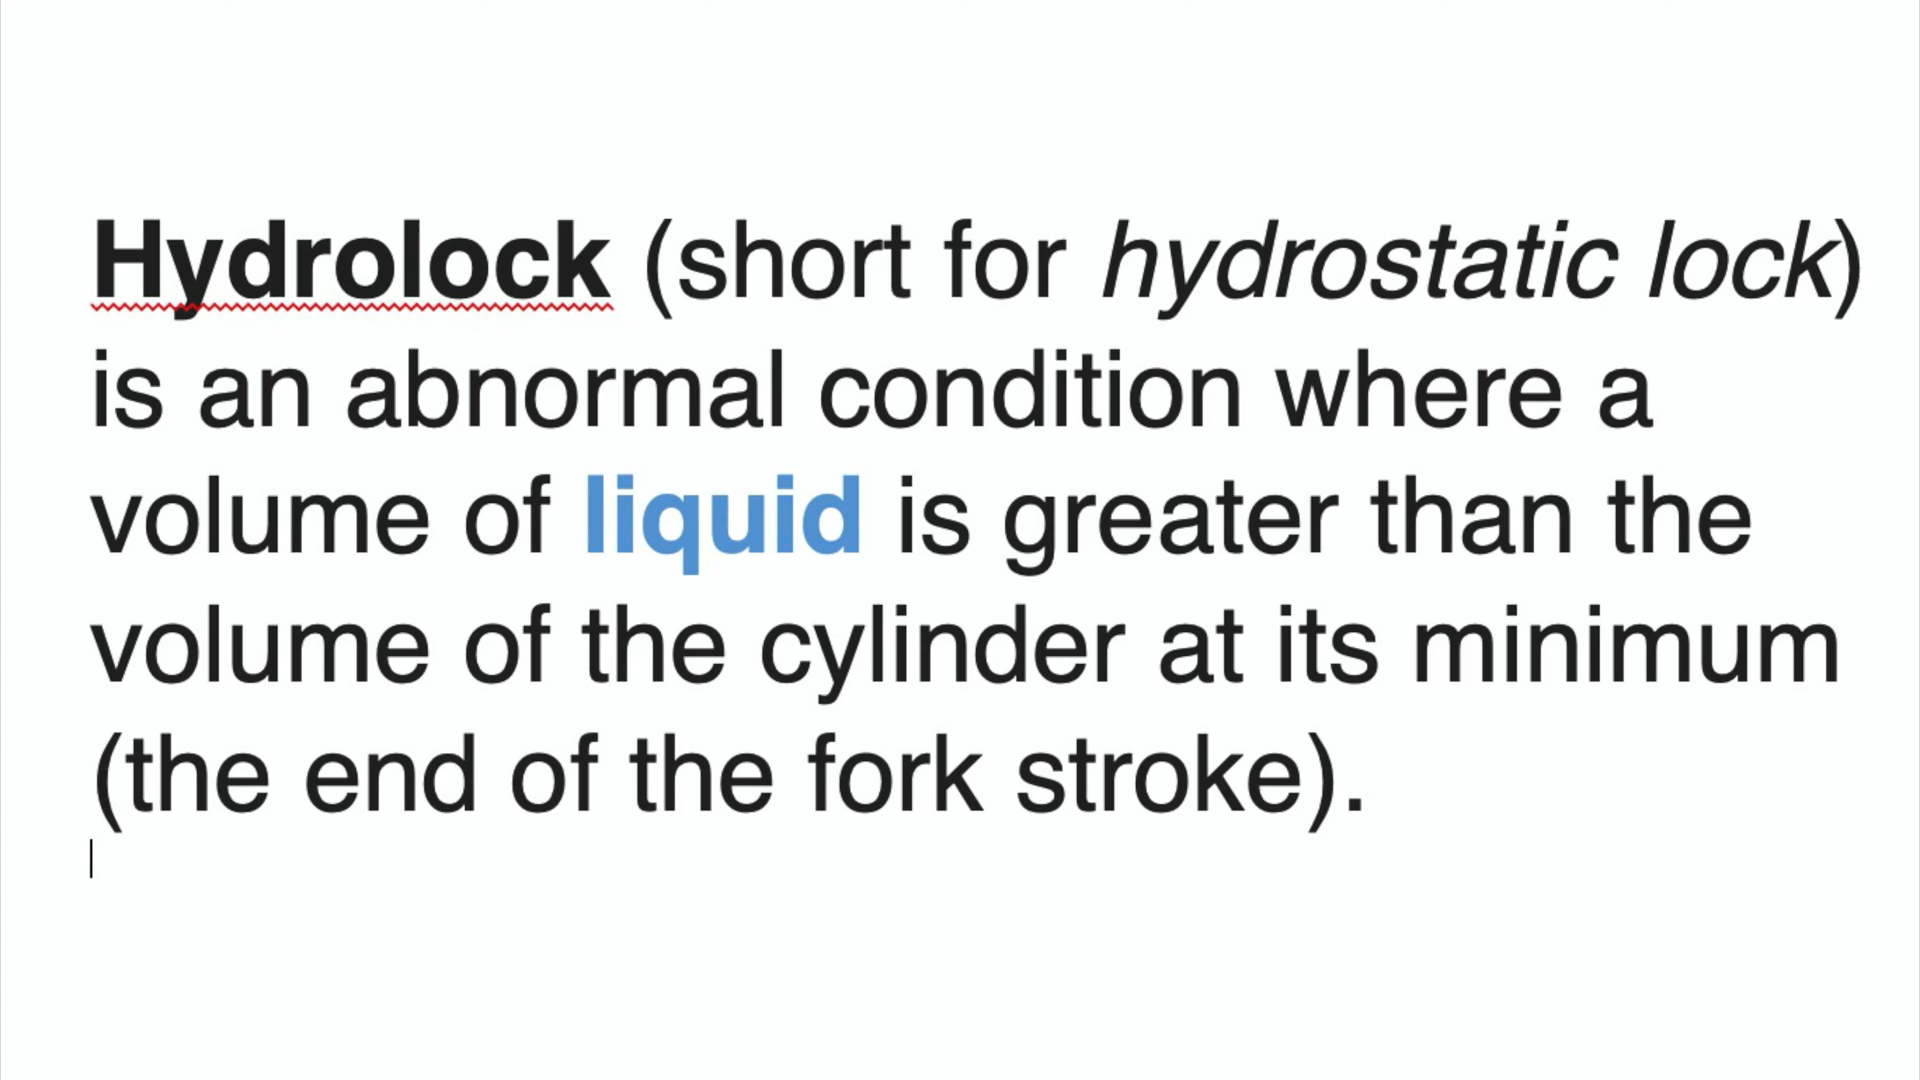 Hydrolock (short for hydrostatic lock)
is an abnormal condition where a
volume of liquid is greater than the
volume of the cylinder at its minimum
(the end of the fork stroke).